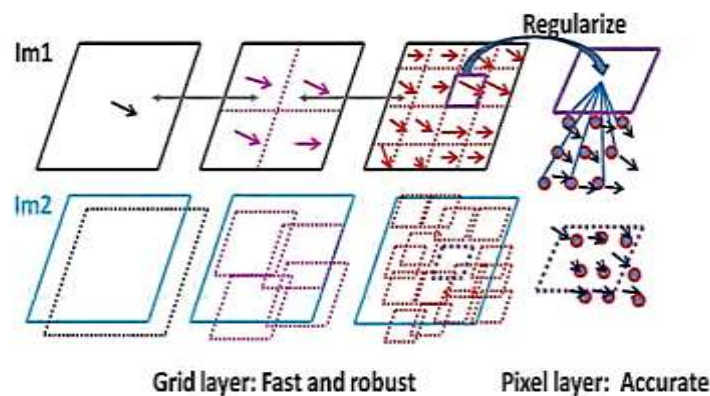 Regularize
Im1
Im2
Grid layer: Fast and robust
Pixel layer: Accurate